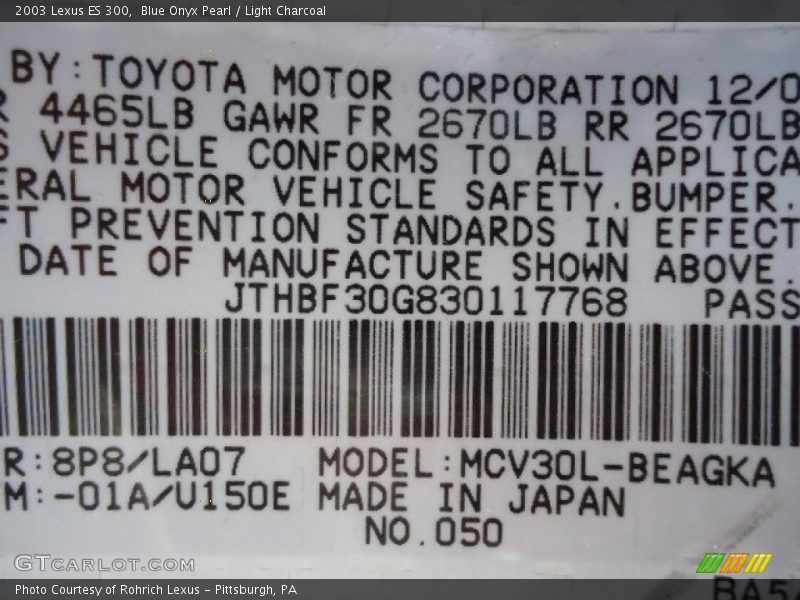 2003 Lexus ES 300, Blue Onyx Pearl / Light Charcoal
BY:TOYOTA MOTOR CORPORATION 12/0
R 4465LB GAWR FR 2670LB RR 2670LB
S VEHICLE CONFORMS TO ALL APPLICA
ERAL MOTOR VEHICLE SAFETY.BUMPER.
FT PREVENTION STANDARDS IN EFFECT
DATE OF MANUFACTURE SHOWN ABOVE.
JTHBF30G830117768 PASS
R:8P8/LA07 MODEL:MCV30L-BEAGKA
M:-01A/U150E MADE IN JAPAN
NO.050
GTCARLOT.COM
BA54
Photo Courtesy of Rohrich Lexus - Pittsburgh, PA